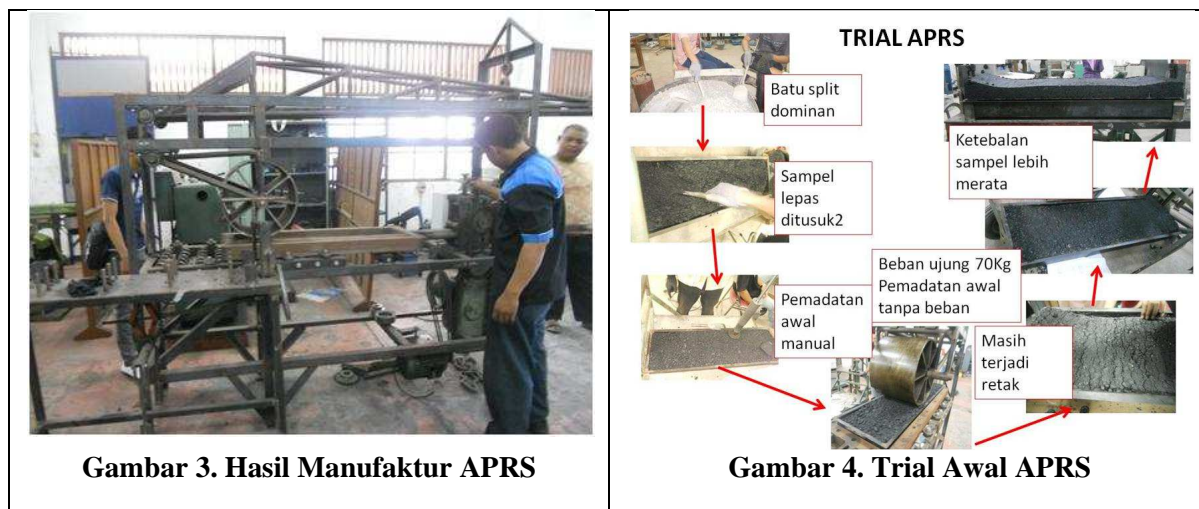 TRIAL APRS
Batu split
dominan
Sampel
lepas
ditusuk2
Pemadatan
awal
manual
Beban ujung 70Kg
Pemadatan awal
tanpa beban
Masih
terjadi
retak
Ketebalan
sampel lebih
merata
Gambar 3. Hasil Manufaktur APRS
Gambar 4. Trial Awal APRS